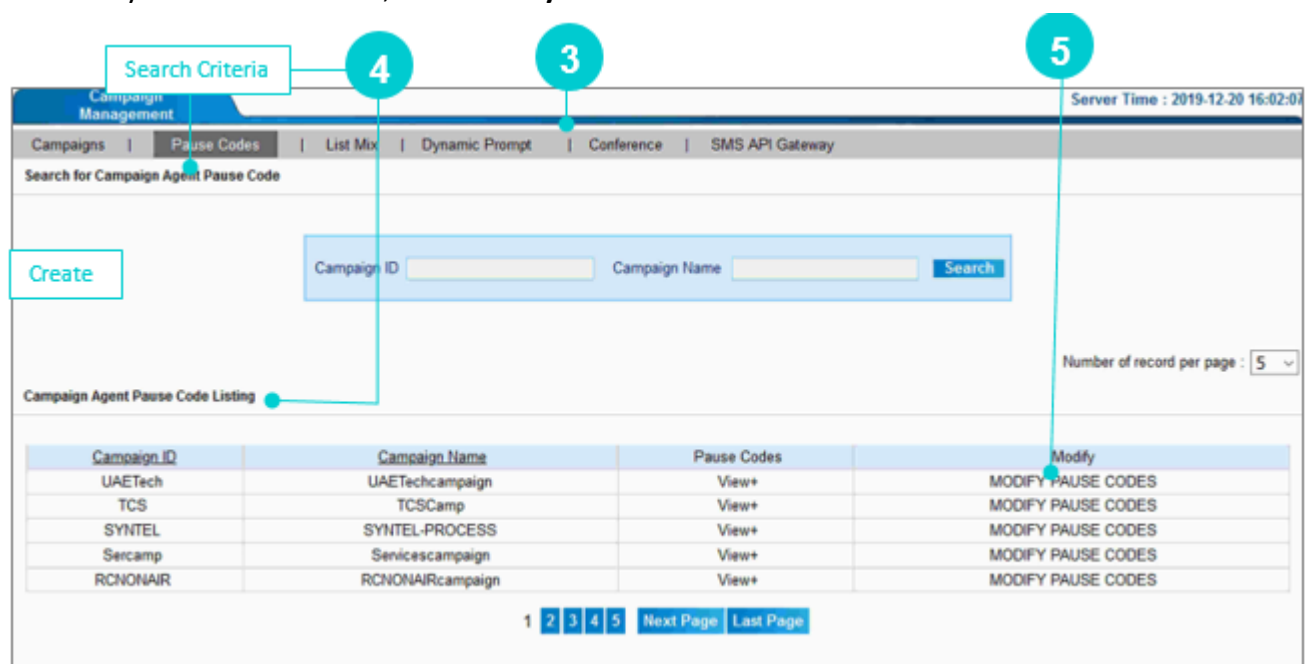 4
3
5
Search Criteria
Campaign Management
Server Time : 2019-12-20 16:02:07
Campaigns | Pause Codes | List Mix | Dynamic Prompt | Conference | SMS API Gateway
Search for Campaign Agent Pause Code
Create
Campaign ID Campaign Name Search
Number of record per page : 5
Campaign Agent Pause Code Listing
Campaign ID Campaign Name Pause Codes Modify
UAETech UAETechcampaign View+ MODIFY PAUSE CODES
TCS TCSCamp View+ MODIFY PAUSE CODES
SYNTEL SYNTEL-PROCESS View+ MODIFY PAUSE CODES
Sercamp Servicescampaign View+ MODIFY PAUSE CODES
RCNONAIR RCNONAIRcampaign View+ MODIFY PAUSE CODES
1 2 3 4 5 Next Page Last Page